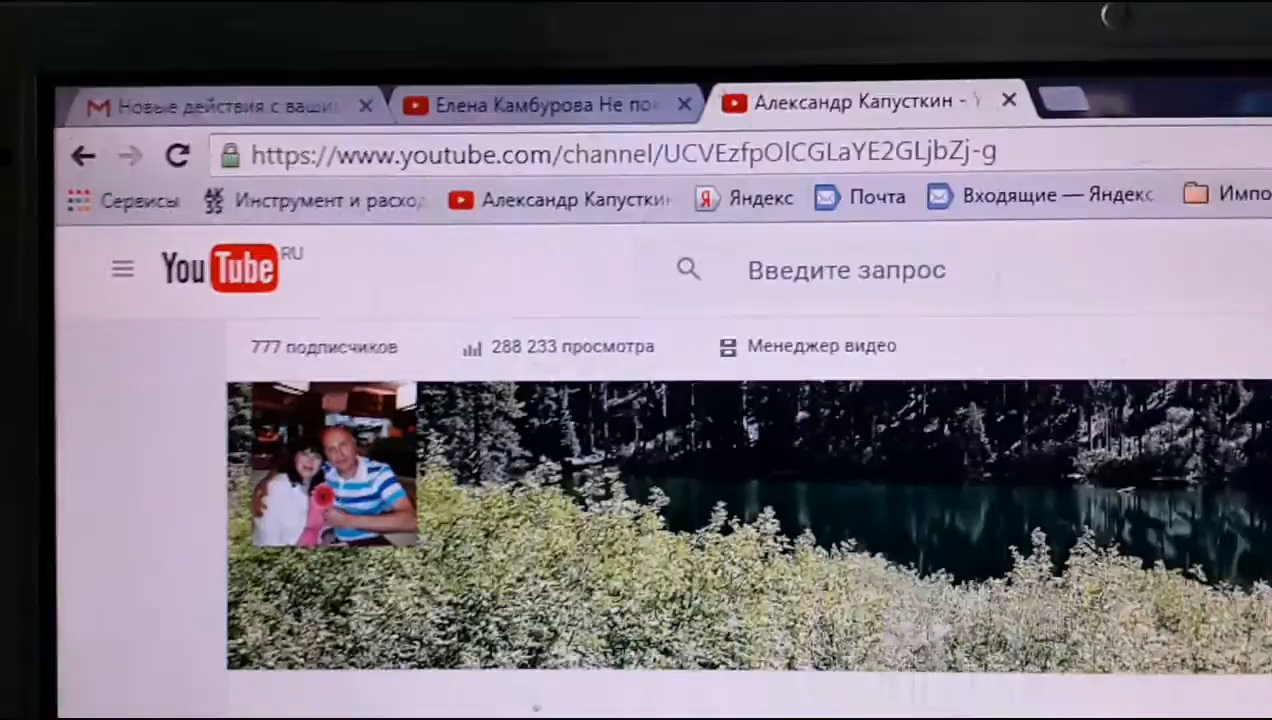 Новые действия с ваши
Елена Камбурова Не по
Александр Капусткин -
https://www.youtube.com/channel/UCVEzfpOlCGLaYE2GLjbZj-g
Сервисы
Инструмент и расход
Александр Капусткин
Яндекс
Почта
Входящие — Яндекс
Импо
YouTube RU
Введите запрос
777 подписчиков
288 233 просмотра
Менеджер видео